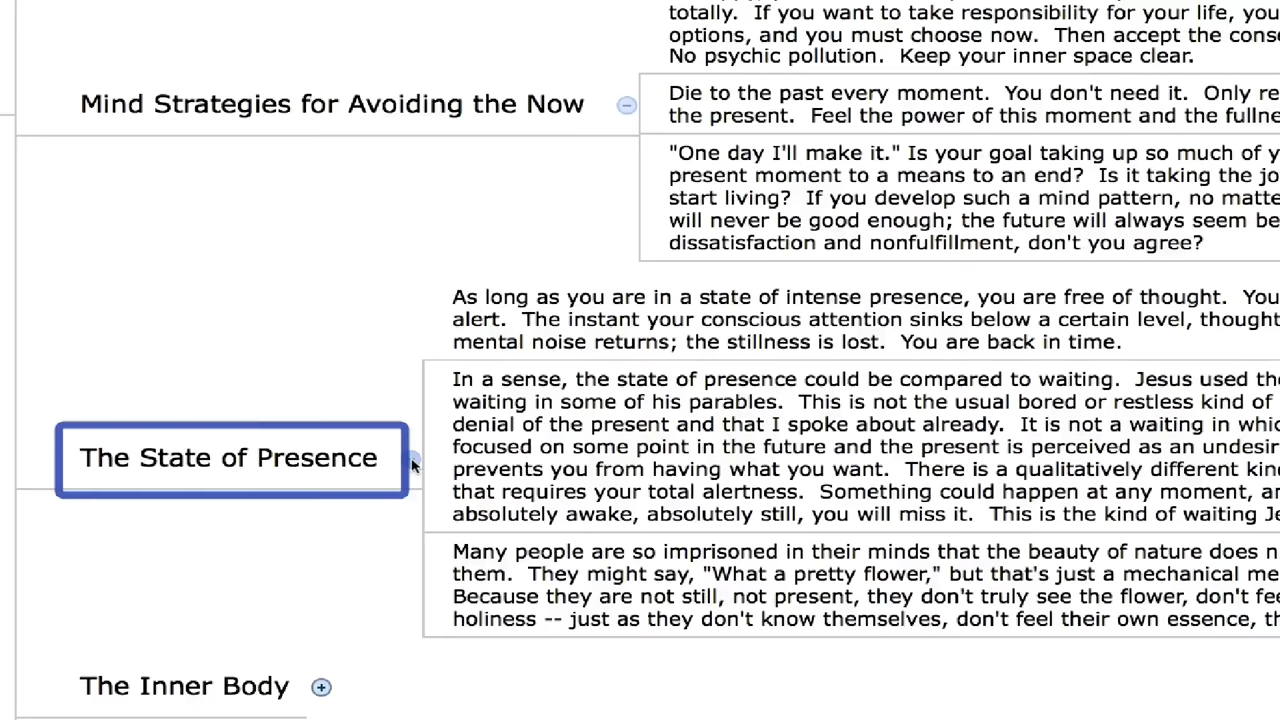 totally.  If you want to take responsibility for your life, you
options, and you must choose now.  Then accept the
No psychic pollution.  Keep your inner space clear.
Mind Strategies for Avoiding the Now
Die to the past every moment.  You don't need it.  Only
the present.  Feel the power of this moment and the
"One day I'll make it." Is your goal taking up so much of
present moment to a means to an end?  Is it taking the
start living?  If you develop such a mind pattern, no
will never be good enough; the future will always seem
dissatisfaction and nonfulfillment, don't you agree?
As long as you are in a state of intense presence, you are free of thought.  You
alert.  The instant your conscious attention sinks below a certain level, thought
mental noise returns; the stillness is lost.  You are back in time.
In a sense, the state of presence could be compared to waiting.  Jesus used
waiting in some of his parables.  This is not the usual bored or restless kind of
denial of the present and that I spoke about already.  It is not a waiting in
focused on some point in the future and the present is perceived as an
prevents you from having what you want.  There is a qualitatively different
that requires your total alertness.  Something could happen at any moment,
absolutely awake, absolutely still, you will miss it.  This is the kind of waiting
The State of Presence
Many people are so imprisoned in their minds that the beauty of nature does
them.  They might say, "What a pretty flower," but that's just a mechanical
Because they are not still, not present, they don't truly see the flower, don't
holiness -- just as they don't know themselves, don't feel their own essence,
The Inner Body